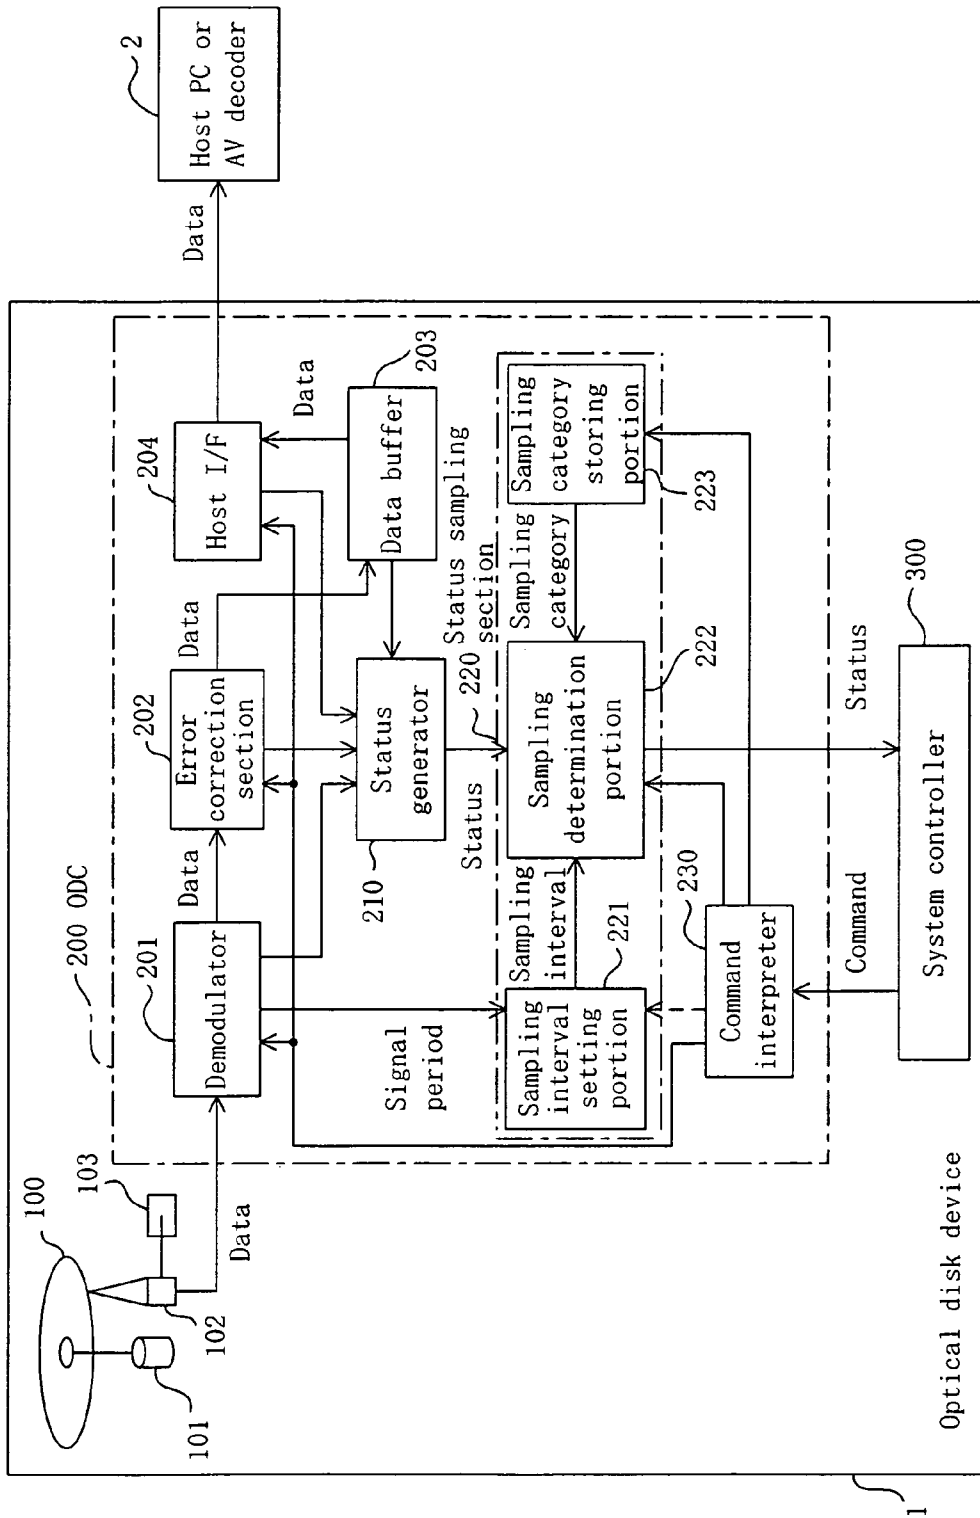 100
103
101
102
Data
200 ODC
201
Demodulator
Data
202
Error
correction
section
Data
204
Host I/F
Data
203
Data buffer
Data
2
Host PC or
AV decoder
Signal
period
Status
generator
210
Status
220
Status sampling
section
Sampling
interval
setting
portion
221
Sampling
interval
Sampling
determination
portion
222
Sampling
category
Sampling
category
storing
portion
223
230
Command
interpreter
Command
Status
300
System controller
Optical disk device
1